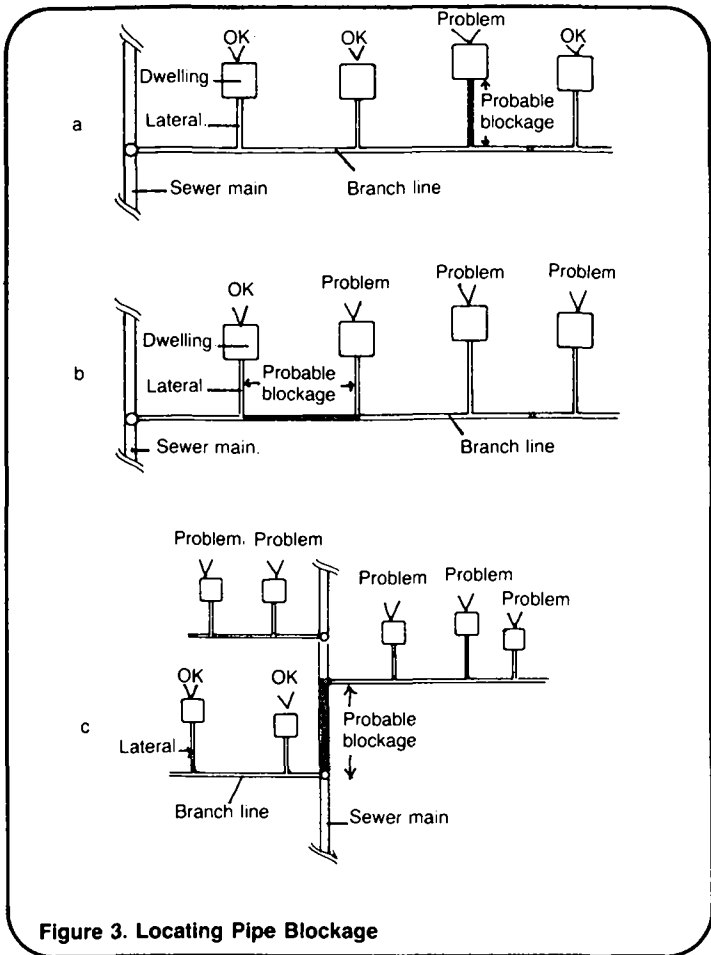 Problem
OK
OK
OK
Dwelling
Probable
blockage
a
Lateral
Sewer main
Branch line
OK
Problem
Problem
Problem
Dwelling
b
Lateral
Probable
blockage
Sewer main.
Branch line
Problem. Problem
Problem
Problem
Problem
OK
OK
c
Lateral
Probable
blockage
Branch line
Sewer main
Figure 3. Locating Pipe Blockage